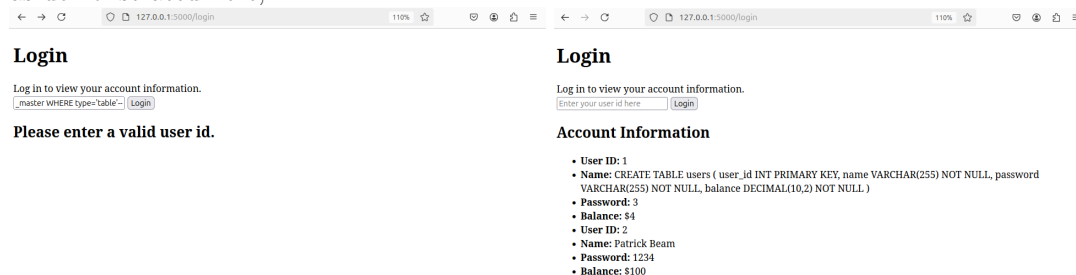 127.0.0.1:5000/login
110%
Login
Log in to view your account information.
_master WHERE type='table'--
Login
Please enter a valid user id.
127.0.0.1:5000/login
110%
Login
Log in to view your account information.
Enter your user id here
Login
Account Information
• User ID: 1
• Name: CREATE TABLE users ( user_id INT PRIMARY KEY, name VARCHAR(255) NOT NULL, password
VARCHAR(255) NOT NULL, balance DECIMAL(10,2) NOT NULL )
• Password: 3
• Balance: $4
• User ID: 2
• Name: Patrick Beam
• Password: 1234
• Balance: $100